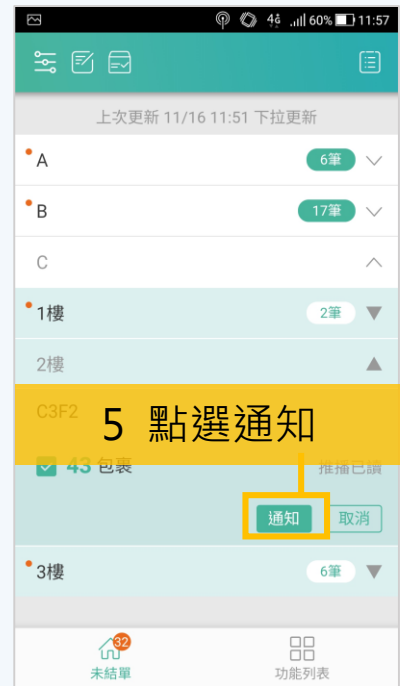 4G 60% 11:57
上次更新 11/16 11:51 下拉更新
A 6筆
B 17筆
C
1樓 2筆
2樓
C3F2
5 點選通知
43 包裹 推播已讀
通知 取消
3樓 6筆
32
未結單 功能列表